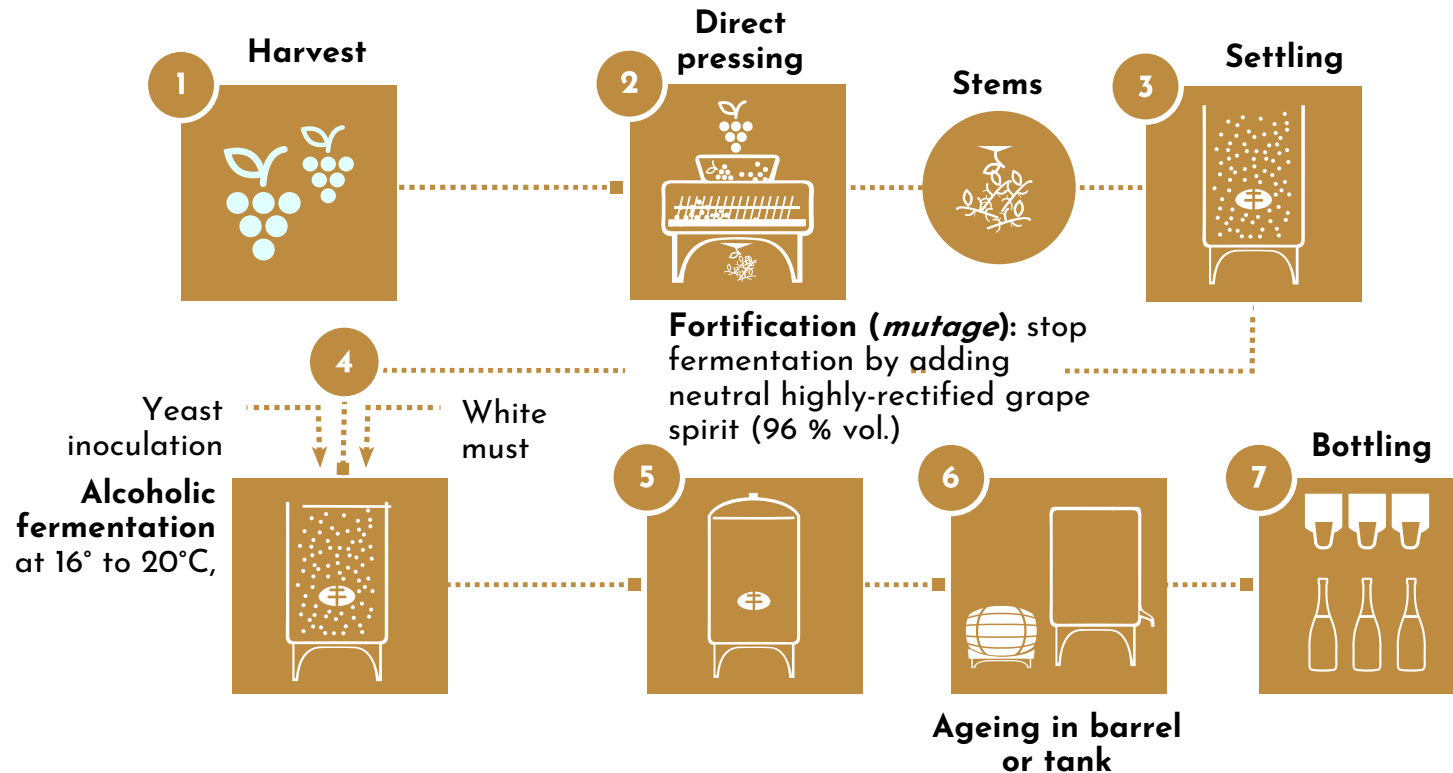 1
Harvest
2
Direct
pressing
Stems
3
Settling
4
Yeast
inoculation
White
must
Alcoholic
fermentation
at 16° to 20°C,
Fortification (mutage): stop
fermentation by adding
neutral highly-rectified grape
spirit (96 % vol.)
5
6
Ageing in barrel
or tank
7
Bottling